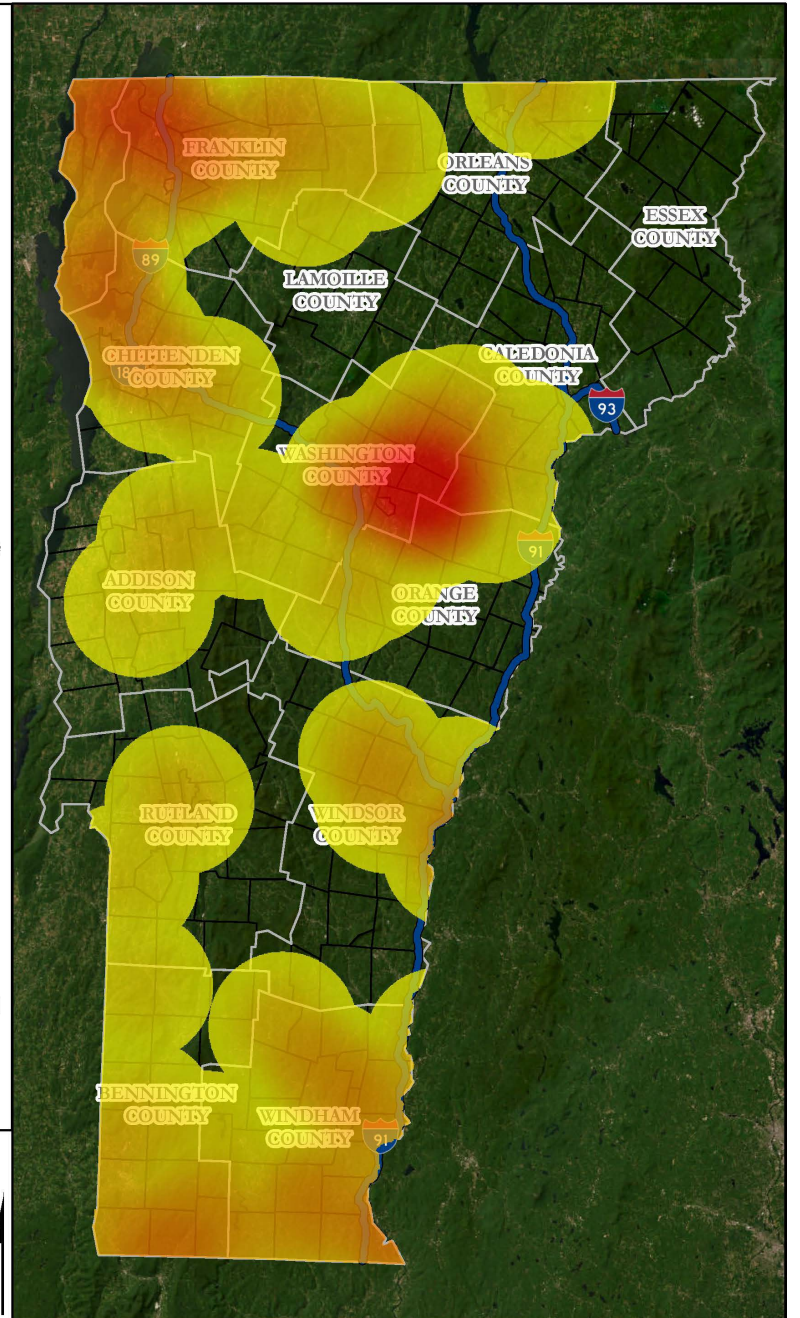 FRANKLIN
COUNTY
ORLEANS
COUNTY
ESSEX
COUNTY
89
LAMOILLE
COUNTY
CHITTENDEN
COUNTY
CALEDONIA
COUNTY
93
WASHINGTON
COUNTY
91
ADDISON
COUNTY
ORANGE
COUNTY
RUTLAND
COUNTY
WINDSOR
COUNTY
BENNINGTON
COUNTY
WINDHAM
COUNTY
91